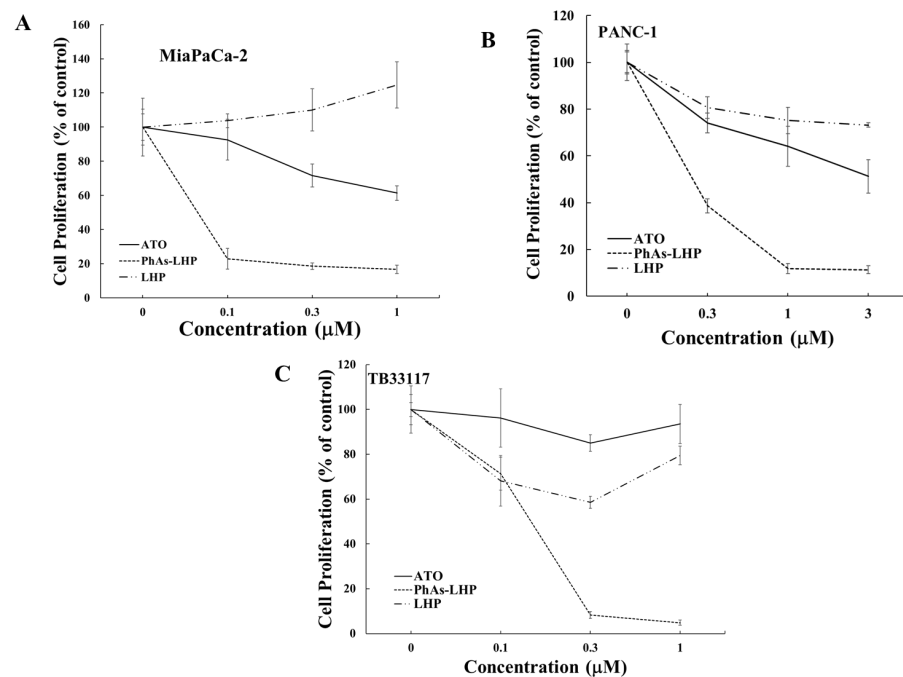 A
MiaPaCa-2
Cell Proliferation (% of control)
160
140
120
100
80
60
40
20
0
ATO
PhAs-LHP
LHP
0 0.1 0.3 1
Concentration (μM)
B
PANC-1
Cell Proliferation (% of control)
120
100
80
60
40
20
0
ATO
PhAs-LHP
LHP
0 0.3 1 3
Concentration (μM)
C
TB33117
Cell Proliferation (% of control)
120
100
80
60
40
20
0
ATO
PhAs-LHP
LHP
0 0.1 0.3 1
Concentration (μM)